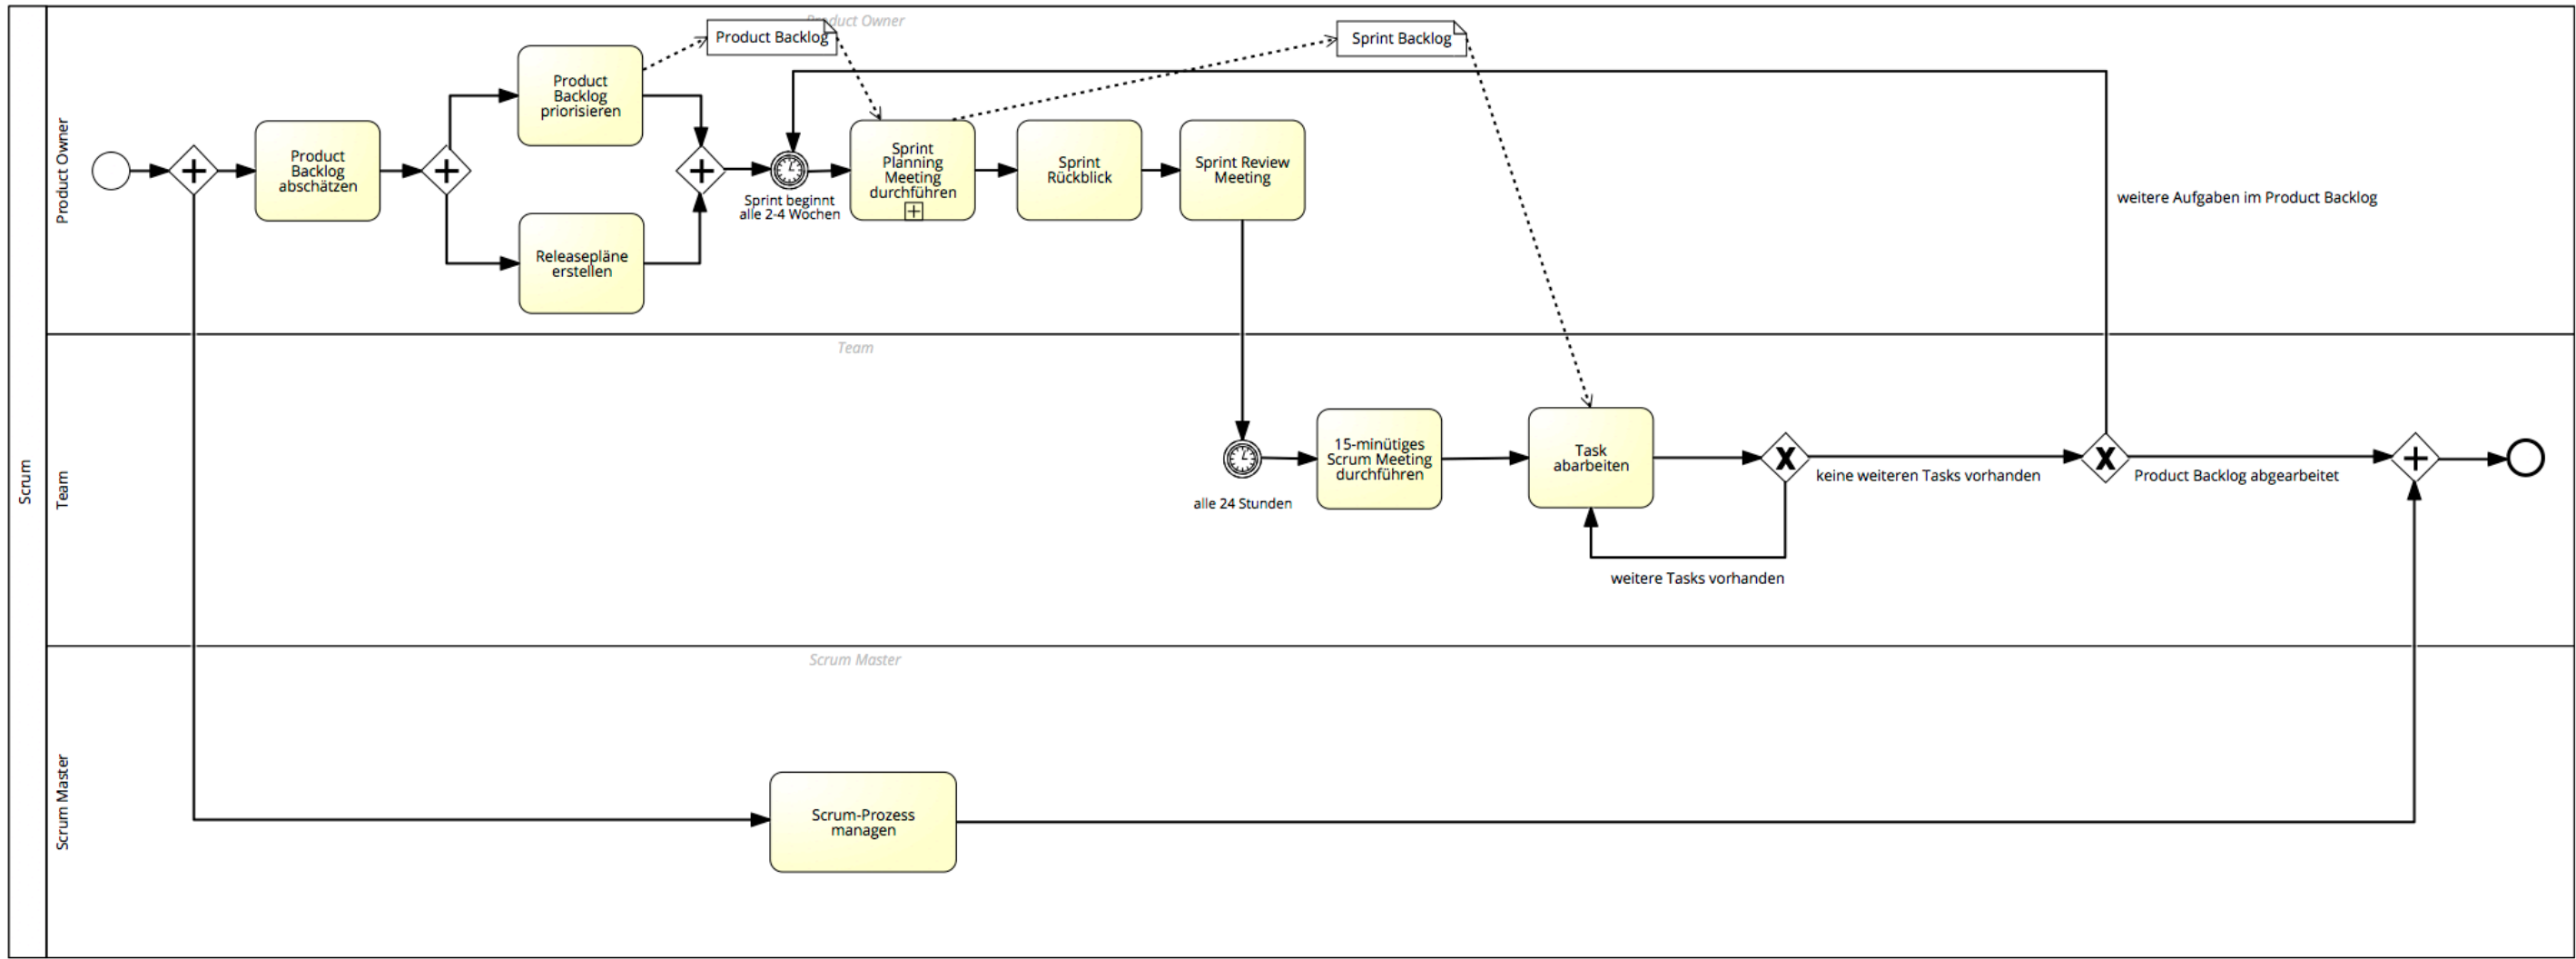 Scrum
Product Owner
Product Owner
Product Backlog
Sprint Backlog
Product
Backlog
priorisieren
Product
Backlog
abschätzen
Releasepläne
erstellen
Sprint beginnt
alle 2-4 Wochen
Sprint
Planning
Meeting
durchführen
Sprint
Rückblick
Sprint Review
Meeting
weitere Aufgaben im Product Backlog
Team
Team
alle 24 Stunden
15-minütiges
Scrum Meeting
durchführen
Task
abarbeiten
keine weiteren Tasks vorhanden
Product Backlog abgearbeitet
weitere Tasks vorhanden
Scrum Master
Scrum Master
Scrum-Prozess
managen